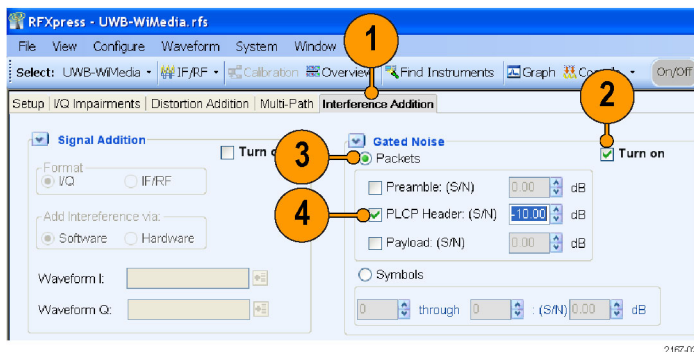 RFXpress - UWB-WiMedia.rfs
File View Configure Waveform System Window
1
Select: UWB-WiMedia IF/RF Calibration Overview Find Instruments Graph On/Off
Setup I/Q Impairments Distortion Addition Multi-Path Interference Addition
2
Signal Addition Turn
Gated Noise Turn on
3
Packets
Format
I/Q IF/RF
Preamble: (S/N) 0.00 dB
4
PLCP Header: (S/N) -10.00 dB
Add Intereference via:
Software Hardware
Payload: (S/N) 0.00 dB
Symbols
Waveform I:
Waveform Q:
0 through 0 : (S/N) 0.00 dB